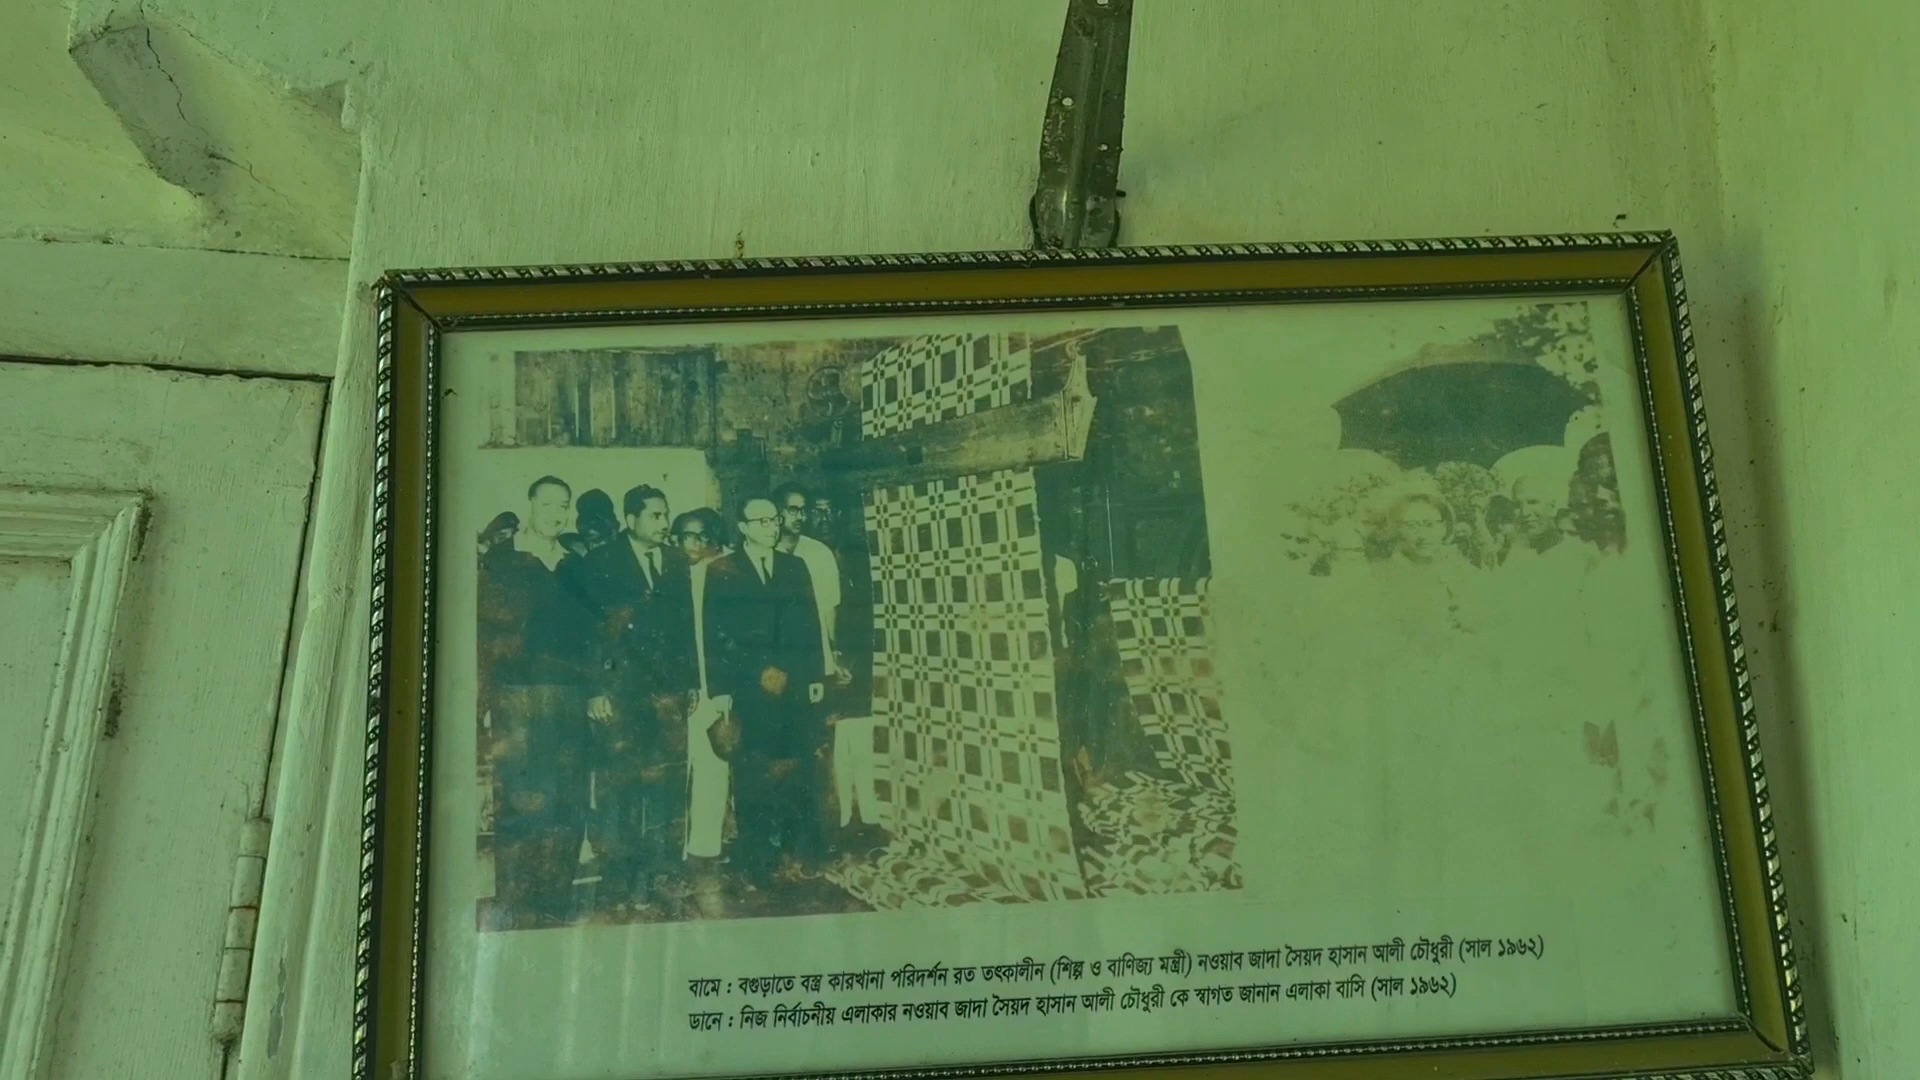 বামে : বগুড়াতে বস্ত্র কারখানা পরিদর্শন রত তৎকালীন (শিল্প ও বাণিজ্য মন্ত্রী) নওয়াব জাদা সৈয়দ হাসান আলী চৌধুরী (সাল ১৯৬২)
ডানে : নিজ নির্বাচনীয় এলাকার নওয়াব জাদা সৈয়দ হাসান আলী চৌধুরী কে স্বাগত জানান এলাকা বাসি (সাল ১৯৬২)